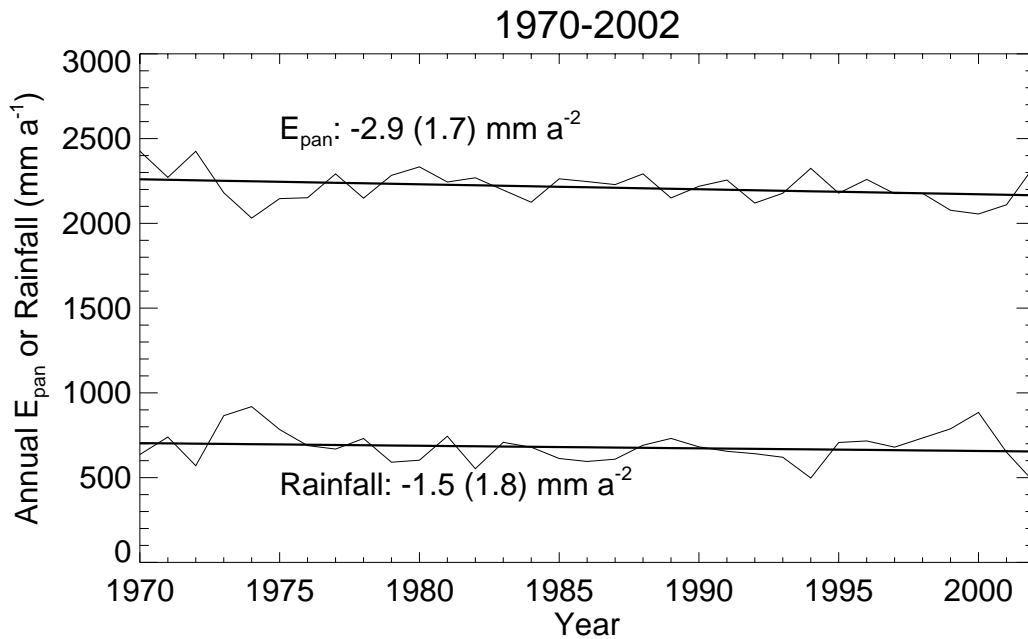 1970-2002
Annual E_pan or Rainfall (mm a^-1)
3000
2500
2000
1500
1000
500
0
E_pan: -2.9 (1.7) mm a^-2
Rainfall: -1.5 (1.8) mm a^-2
1970 1975 1980 1985 1990 1995 2000
Year